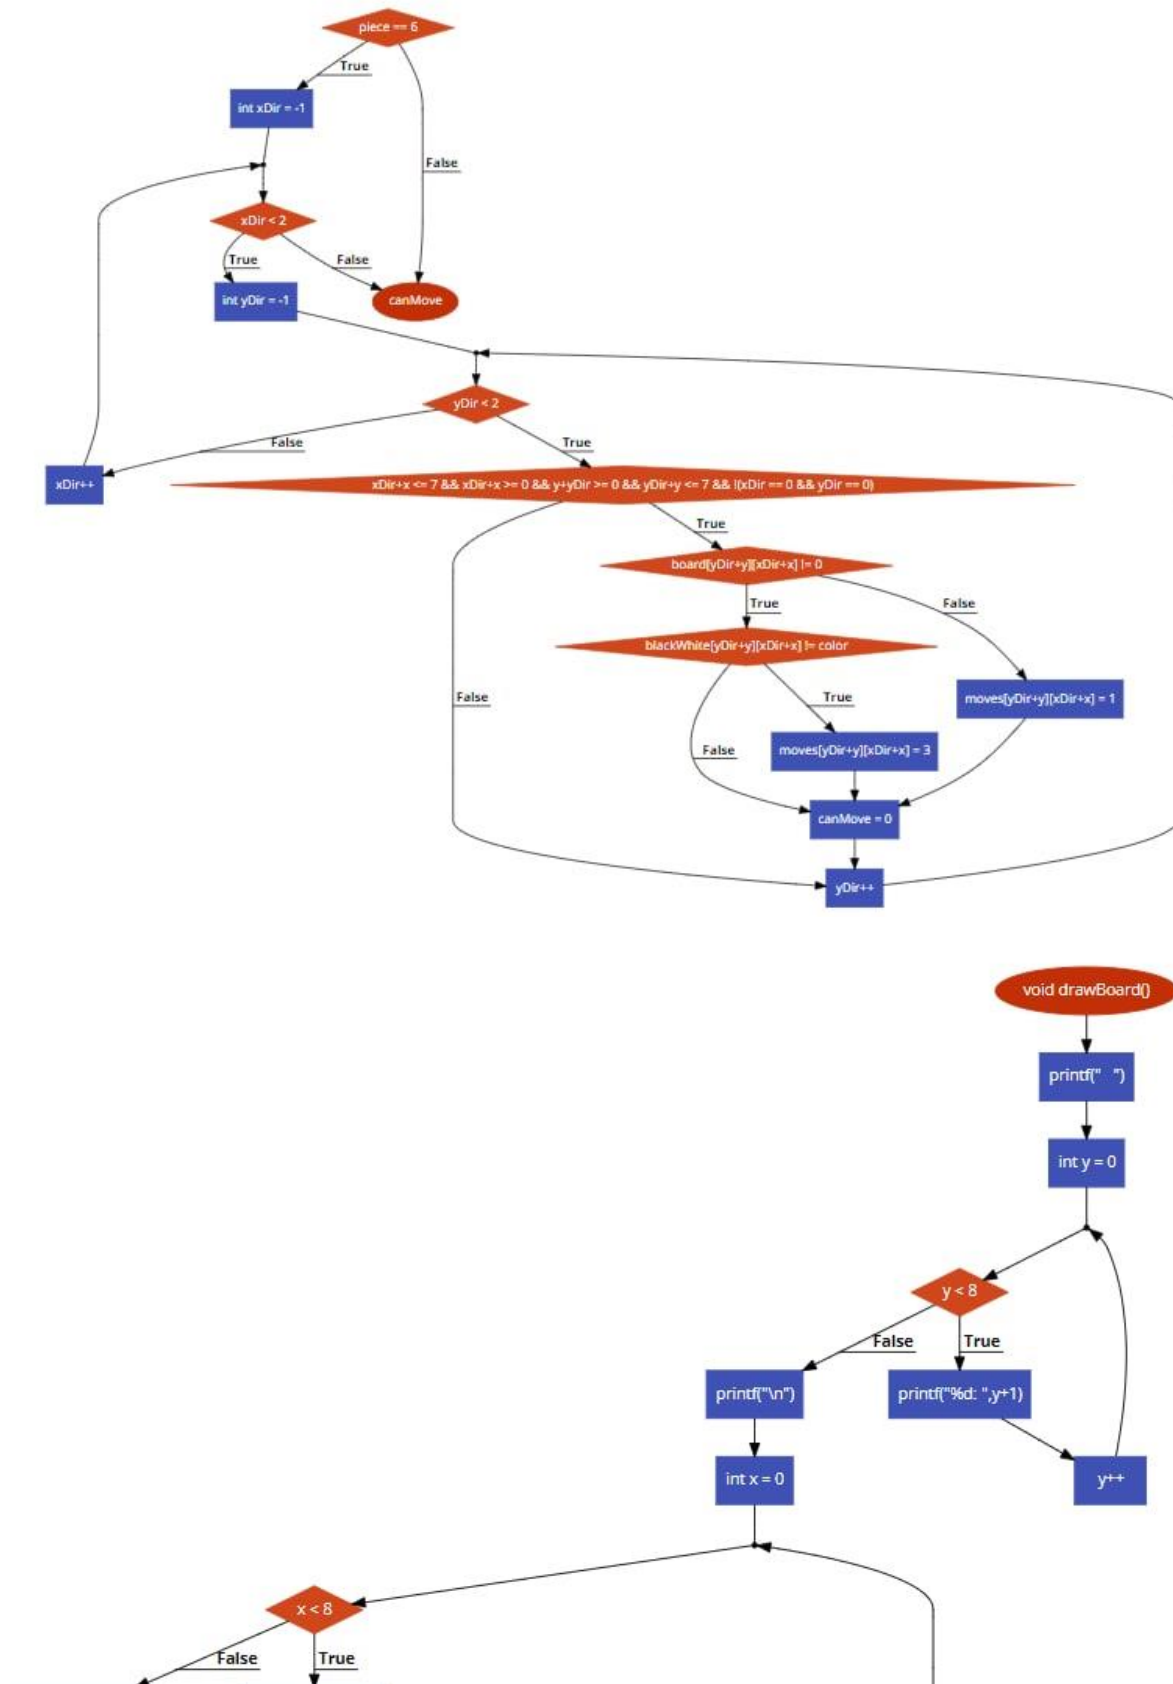 piece == 6
True
int xDir = -1
False
xDir < 2
True
False
int yDir = -1
canMove
yDir < 2
False
True
xDir++
xDir+x <= 7 && xDir+x >= 0 && y+yDir >= 0 && yDir+y <= 7 && !(xDir == 0 && yDir == 0)
True
board[yDir+y][xDir+x] != 0
True
False
blackWhite[yDir+y][xDir+x] != color
False
True
moves[yDir+y][xDir+x] = 1
False
moves[yDir+y][xDir+x] = 3
canMove = 0
yDir++
void drawBoard()
printf("   ")
int y = 0
y < 8
False
True
printf("\n")
printf("%d: ",y+1)
int x = 0
y++
x < 8
False
True